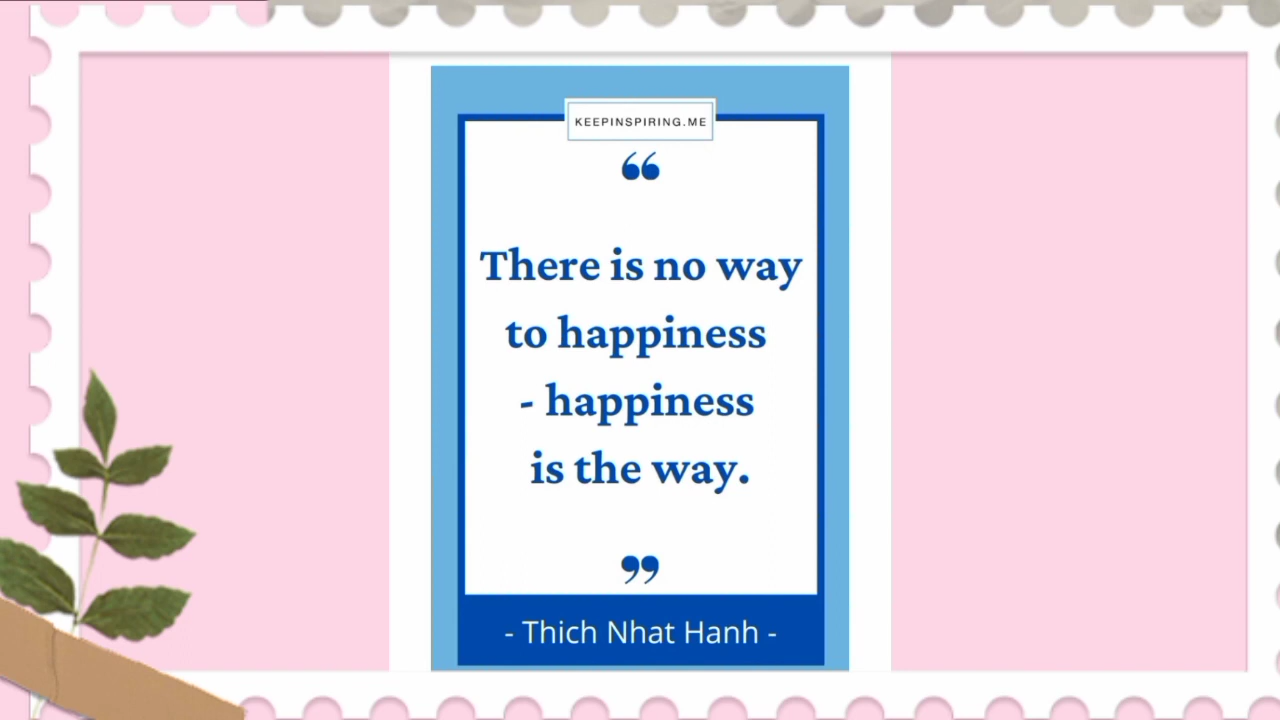 KEEPINSPIRING.ME
“
There is no way
to happiness
- happiness
is the way.
”
- Thich Nhat Hanh -